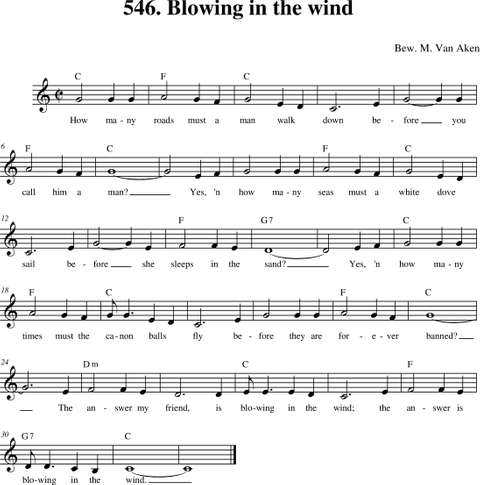 546. Blowing in the wind
Bew. M. Van Aken
C F C
How ma - ny roads must a man walk down be - fore you
6
F C F C
call him a man? Yes, 'n how ma - ny seas must a white dove
12
F G7 C
sail be - fore she sleeps in the sand? Yes, 'n how ma - ny
18
F C F C
times must the ca - non balls fly be - fore they are for - e - ver banned?
24
Dm C F
The an - swer my friend, is blo-wing in the wind; the an - swer is
30
G7 C
blo-wing in the wind.